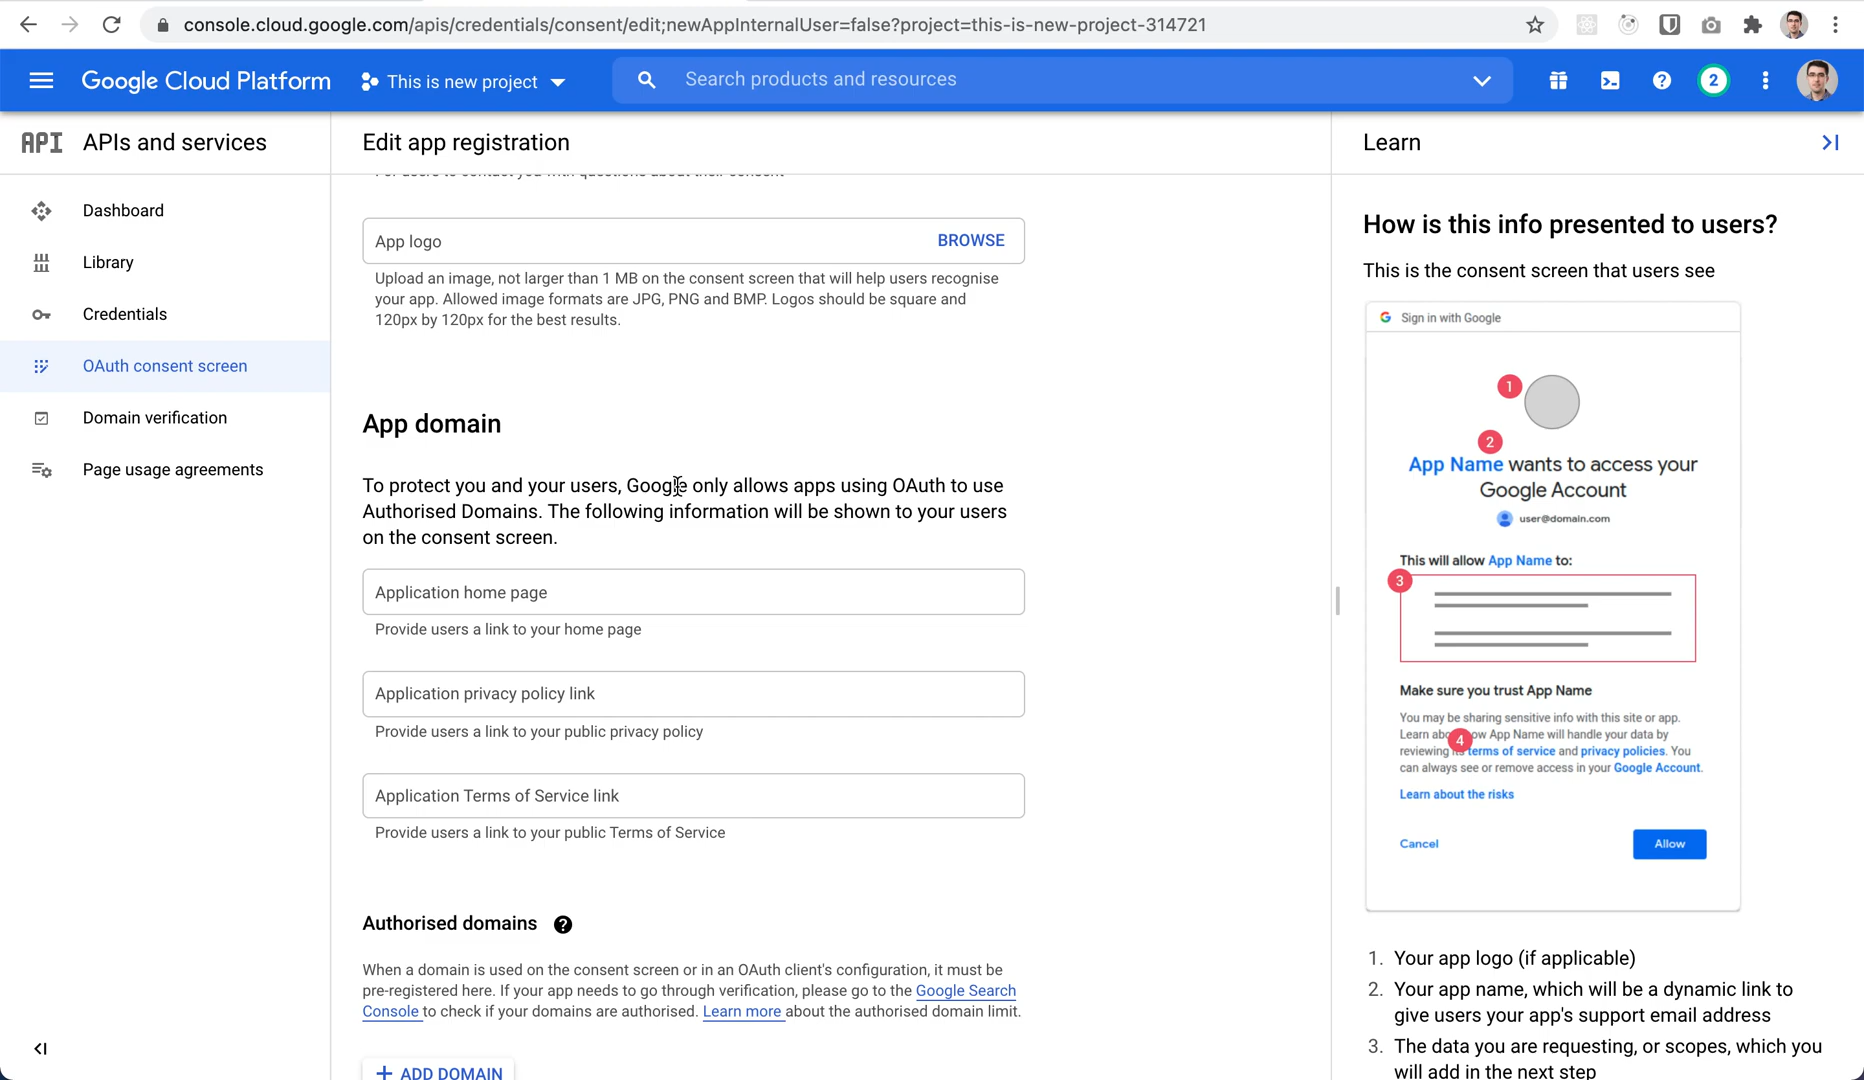 console.cloud.google.com/apis/credentials/consent/edit;newAppInternalUser=false?project=this-is-new-project-314721
Google Cloud Platform
This is new project
Search products and resources
2
API APIs and services
Dashboard
Library
Credentials
OAuth consent screen
Domain verification
Page usage agreements
Edit app registration
For users to contact you with questions about their consent
App logo
BROWSE
Upload an image, not larger than 1 MB on the consent screen that will help users recognise
your app. Allowed image formats are JPG, PNG and BMP. Logos should be square and
120px by 120px for the best results.
App domain
To protect you and your users, Google only allows apps using OAuth to use
Authorised Domains. The following information will be shown to your users
on the consent screen.
Application home page
Provide users a link to your home page
Application privacy policy link
Provide users a link to your public privacy policy
Application Terms of Service link
Provide users a link to your public Terms of Service
Authorised domains
When a domain is used on the consent screen or in an OAuth client's configuration, it must be
pre-registered here. If your app needs to go through verification, please go to the Google Search
Console to check if your domains are authorised. Learn more about the authorised domain limit.
+ ADD DOMAIN
Learn
How is this info presented to users?
This is the consent screen that users see
G Sign in with Google
1
2
App Name wants to access your
Google Account
user@domain.com
This will allow App Name to:
3
Make sure you trust App Name
You may be sharing sensitive info with this site or app.
Learn App Name will handle your data by
4
reviewing terms of service and privacy policies. You
can always see or remove access in your Google Account.
Learn about the risks
Cancel
Allow
1. Your app logo (if applicable)
2. Your app name, which will be a dynamic link to
give users your app's support email address
3. The data you are requesting, or scopes, which you
will add in the next step